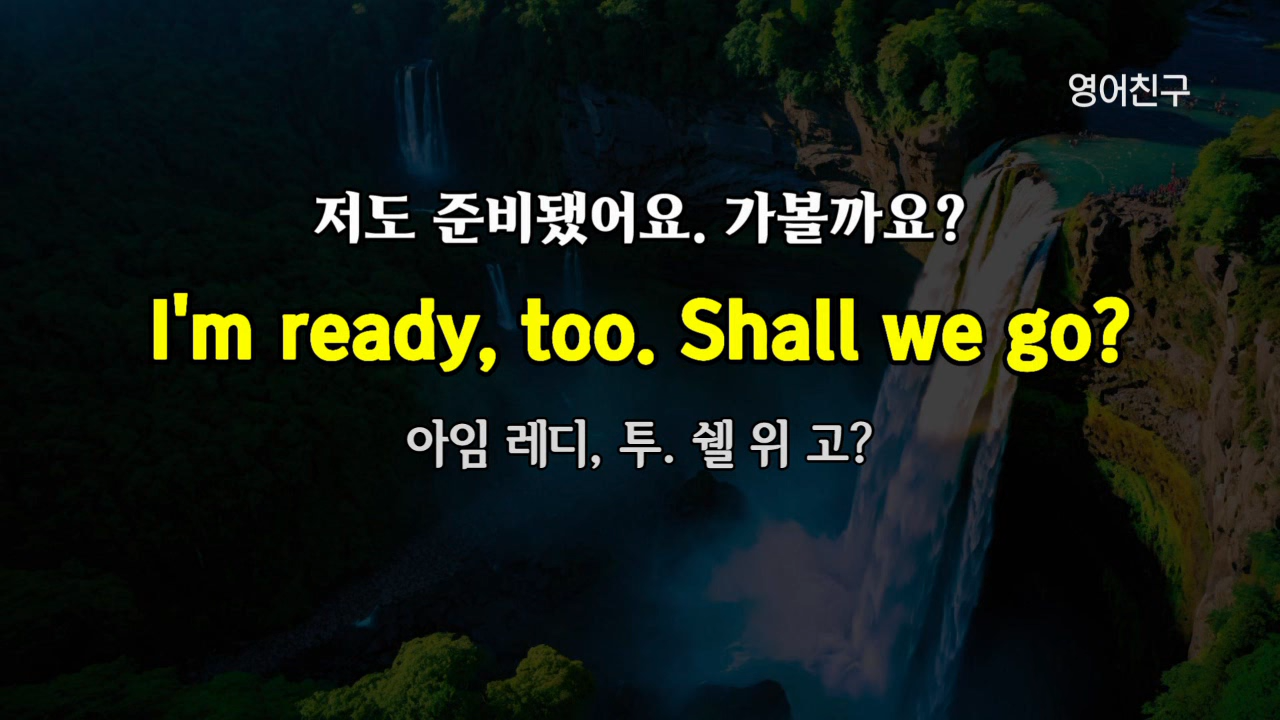 영어친구
저도 준비됐어요. 가볼까요?
I'm ready, too. Shall we go?
아임 레디, 투. 쉘 위 고?